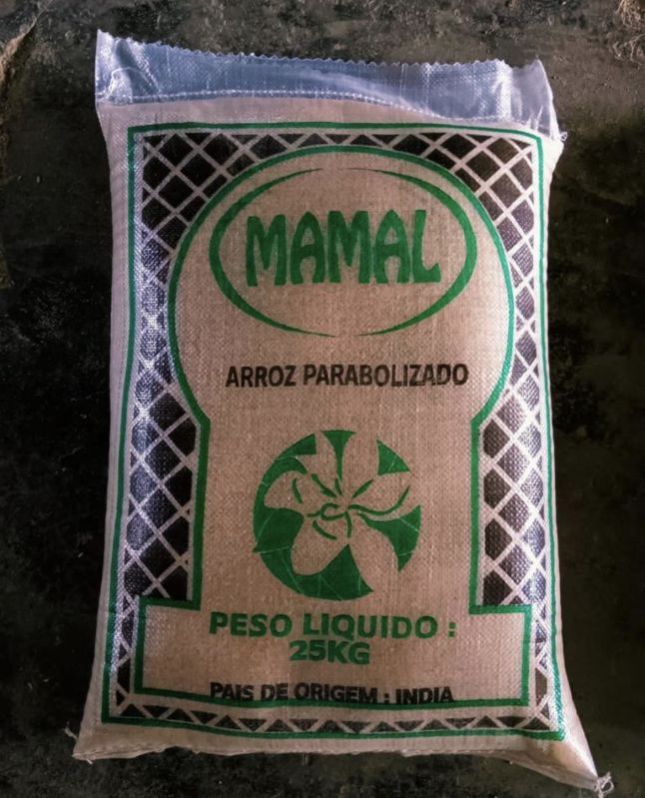 MAMAL
ARROZ PARABOLIZADO
PESO LIQUIDO :
25KG
PAIS DE ORIGEM : INDIA